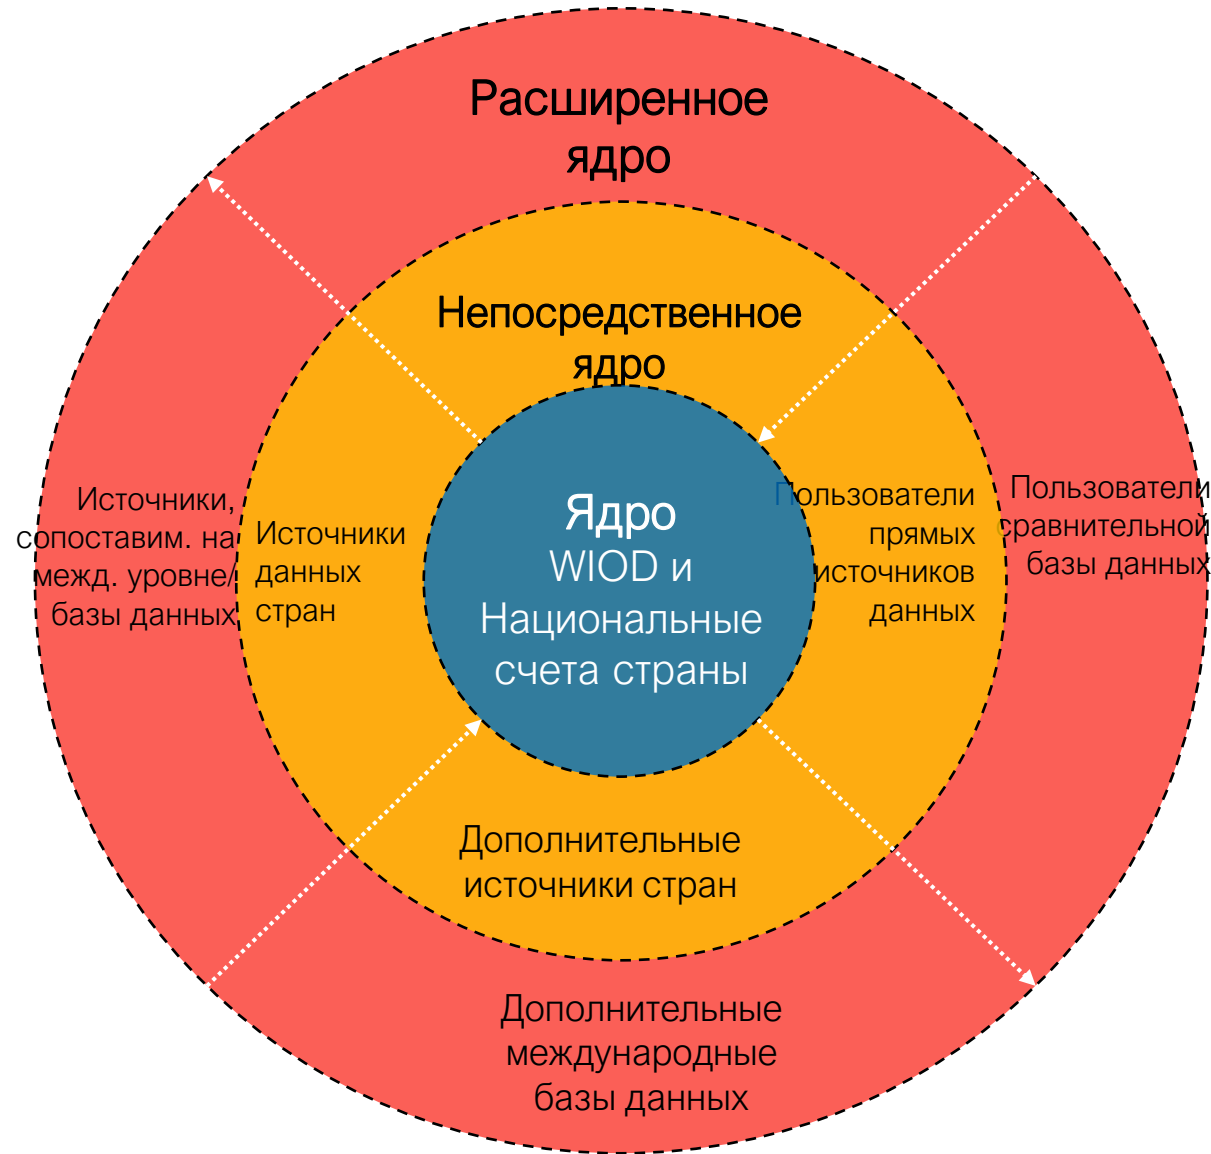 Расширенное
ядро
Непосредственное
ядро
Ядро
WIOD и
Национальные
счета страны
Источники,
сопоставим. на
межд. уровне/
базы данных
Источники
данных
стран
Пользователи
прямых
источников
данных
Пользователи
сравнительной
базы данных
Дополнительные
источники стран
Дополнительные
международные
базы данных